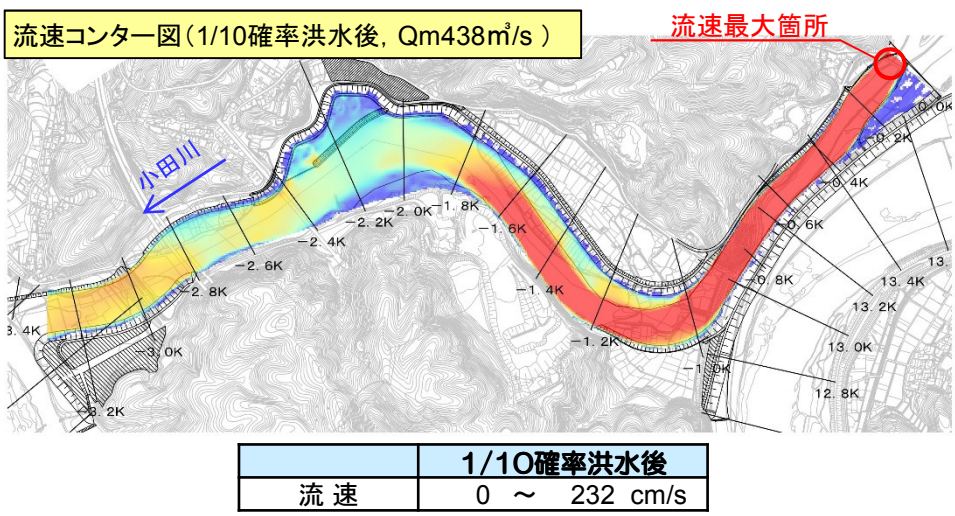 流速コンター図(1/10確率洪水後, Qm438㎥/s )
流速最大箇所
小田川
-0.0K
-0.2K
-0.4K
-0.6K
-0.8K
-1.0K
-1.2K
-1.4K
-1.6K
-1.8K
-2.0K
-2.2K
-2.4K
-2.6K
-2.8K
-3.0K
-3.2K
3.4K
13.
13.4K
13.2K
13.0K
12.8K
1/10確率洪水後
流 速 0 ～ 232 cm/s